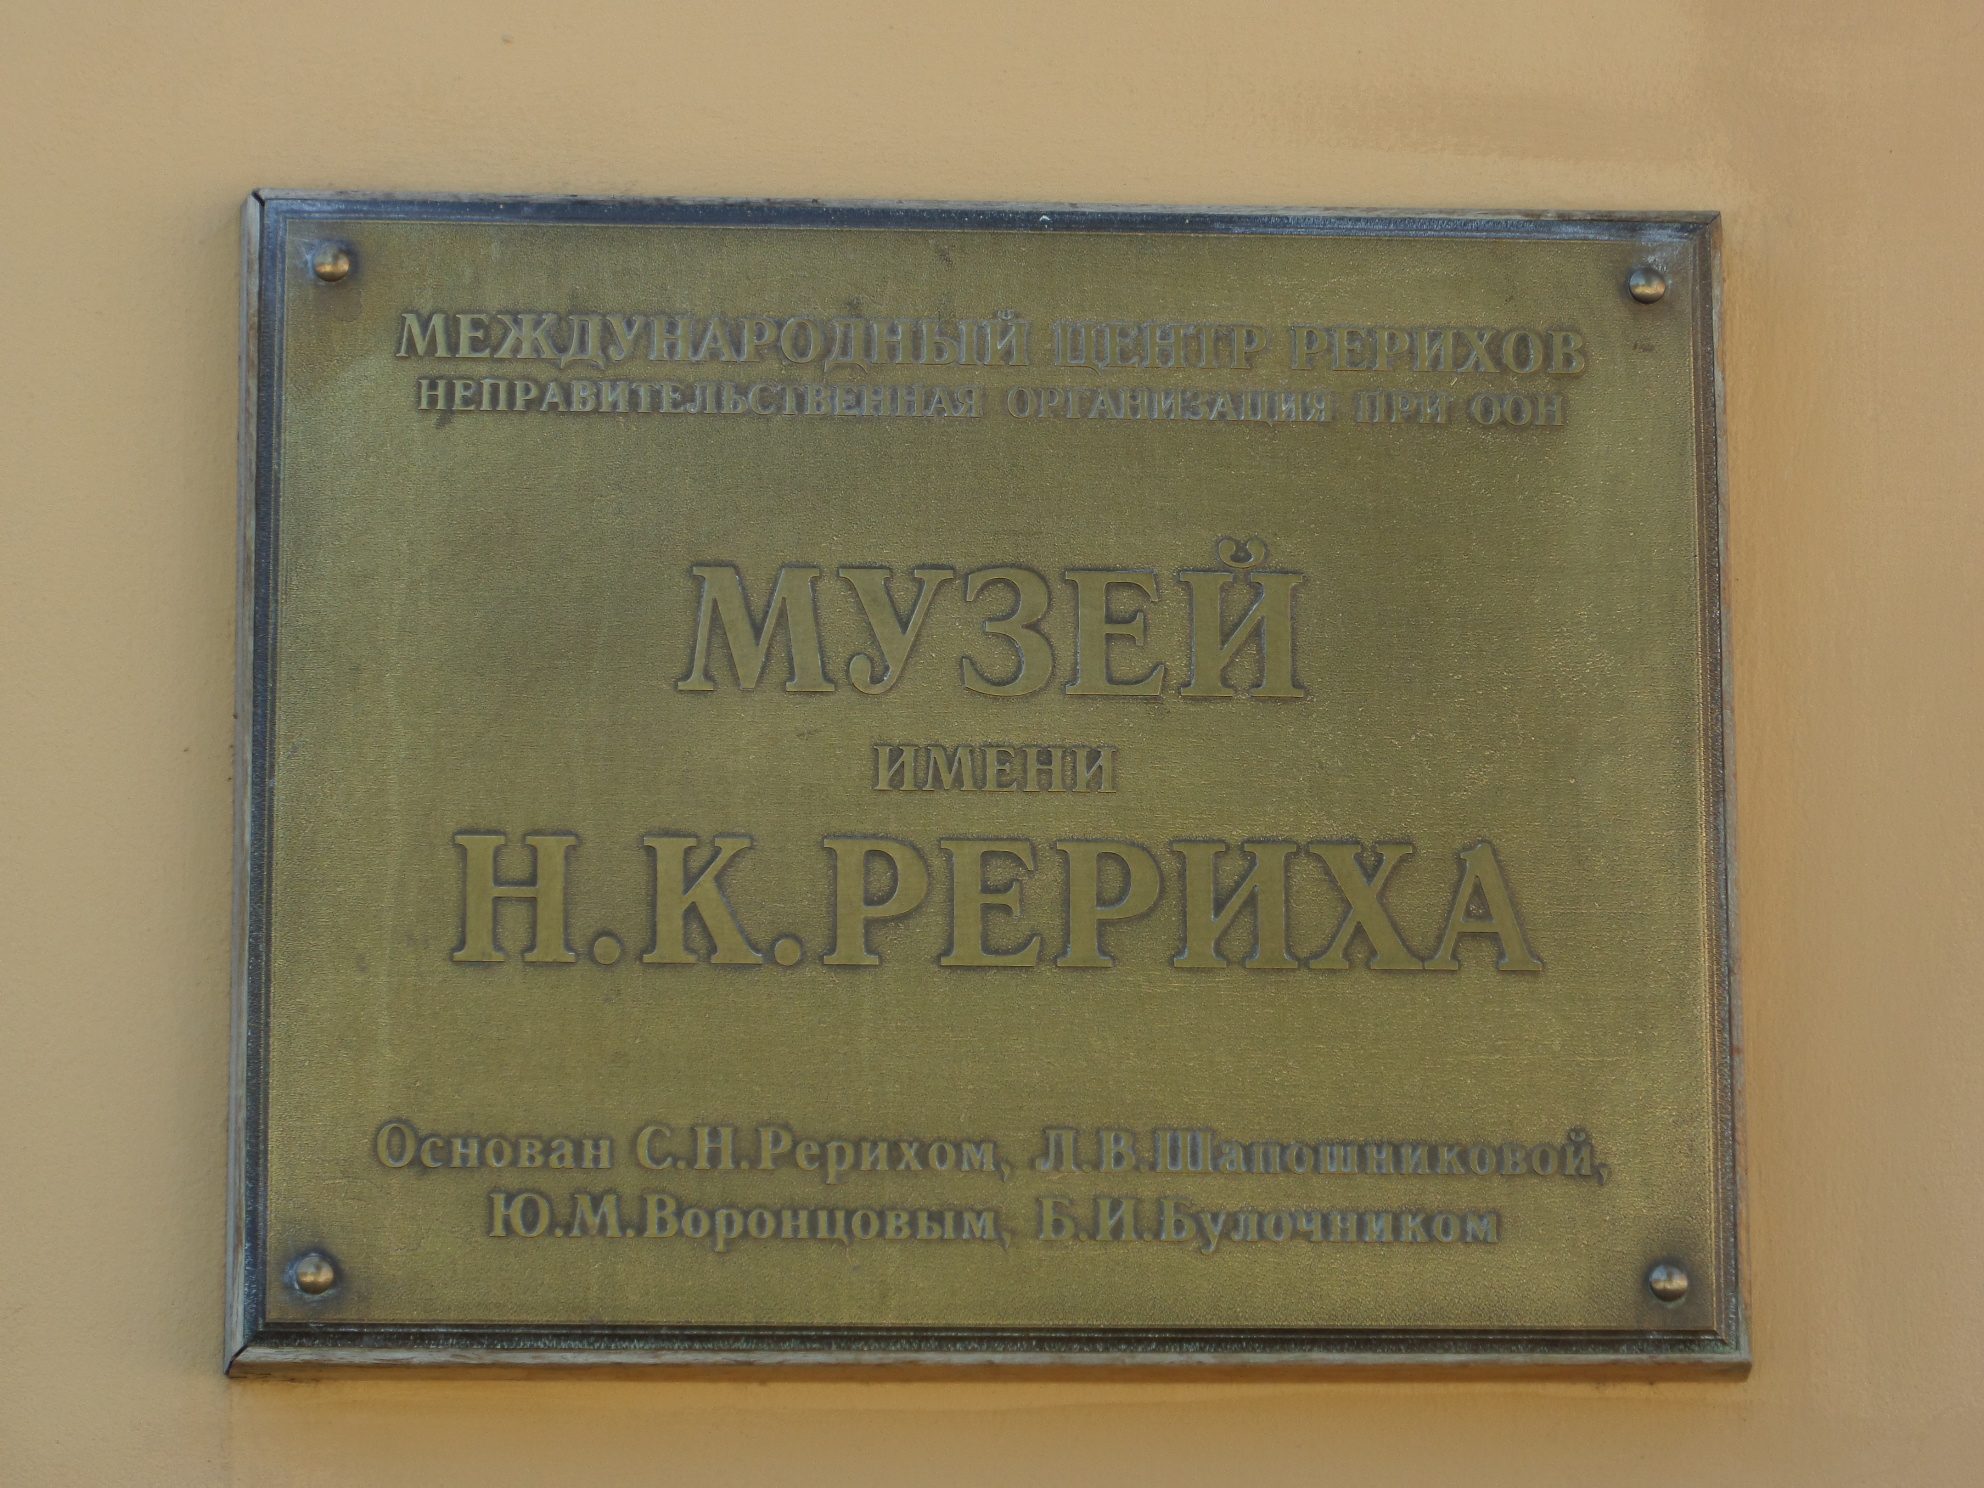 МЕЖДУНАРОДНЫЙ ЦЕНТР РЕРИХОВ
НЕПРАВИТЕЛЬСТВЕННАЯ ОРГАНИЗАЦИЯ ПРИ ООН
МУЗЕЙ
ИМЕНИ
Н.К.РЕРИХА
Основан С.Н.Рерихом, Л.В.Шапошниковой,
Ю.М.Воронцовым, Б.И.Булочником